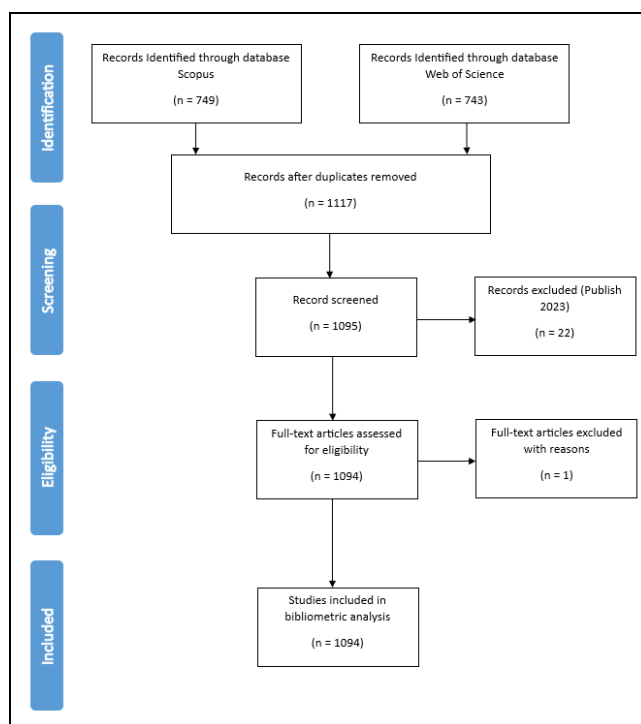 Identification
Records Identified through database
Scopus
(n = 749)
Records Identified through database
Web of Science
(n = 743)
Records after duplicates removed
(n = 1117)
Screening
Record screened
(n = 1095)
Records excluded (Publish
2023)
(n = 22)
Eligibility
Full-text articles assessed
for eligibility
(n = 1094)
Full-text articles excluded
with reasons
(n = 1)
Included
Studies included in
bibliometric analysis
(n = 1094)